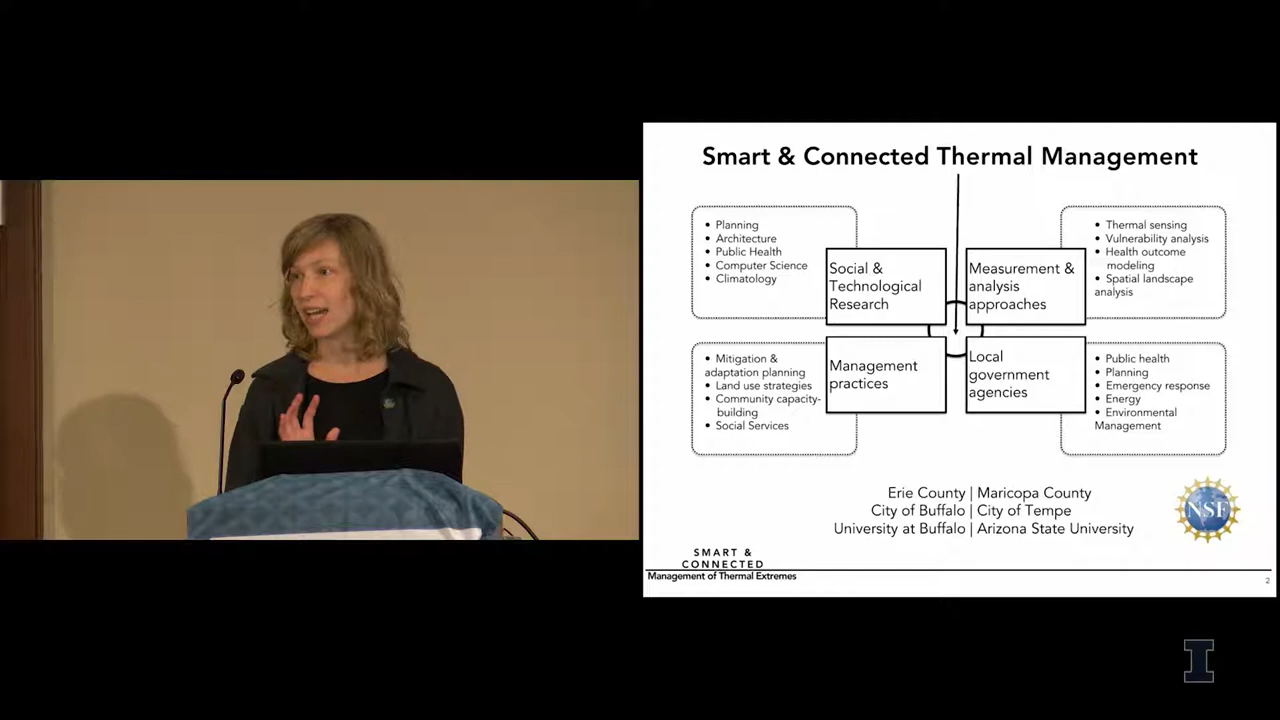 Smart & Connected Thermal Management
• Planning
• Architecture
• Public Health
• Computer Science
• Climatology
Social &
Technological
Research
Measurement &
analysis
approaches
• Thermal sensing
• Vulnerability analysis
• Health outcome
modeling
• Spatial landscape
analysis
• Mitigation &
adaptation planning
• Land use strategies
• Community capacity-
building
• Social Services
Management
practices
Local
government
agencies
• Public health
• Planning
• Emergency response
• Energy
• Environmental
Management
Erie County | Maricopa County
City of Buffalo | City of Tempe
University at Buffalo | Arizona State University
NSF
SMART &
CONNECTED
Management of Thermal Extremes
2
I